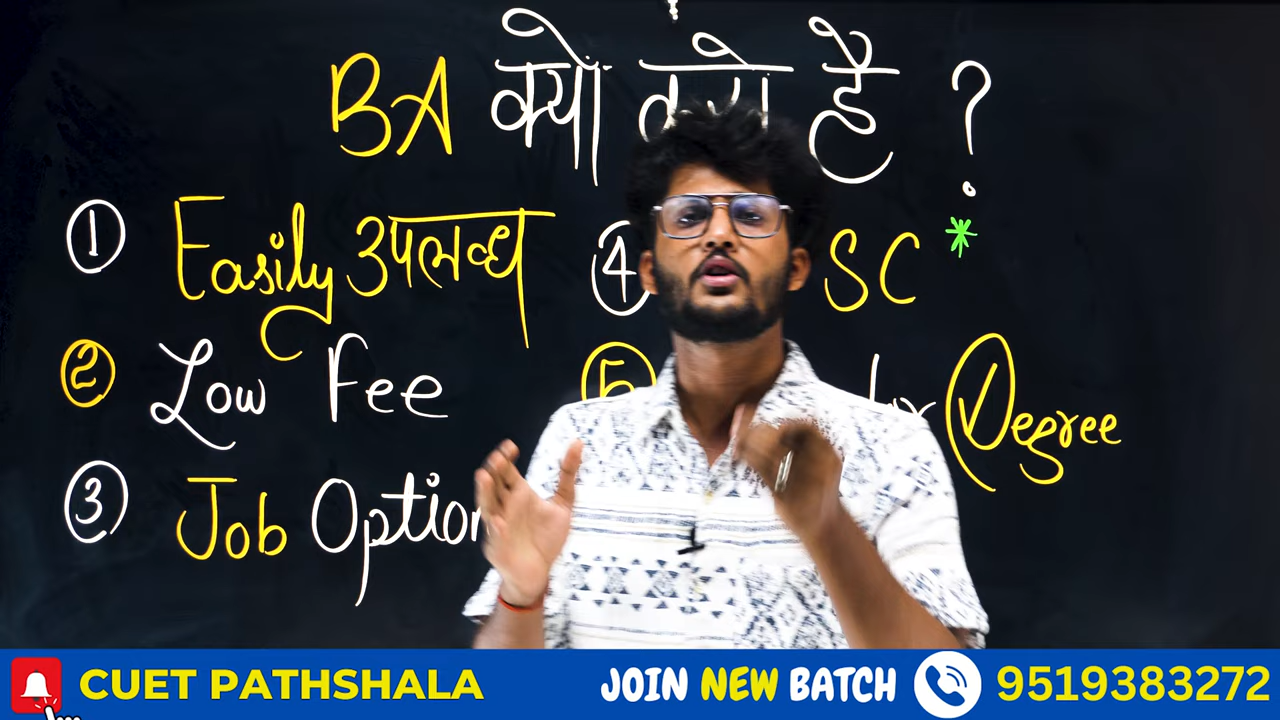 BA क्यों करते है ?
① Easily उपलब्ध
② Low Fee
③ Job Option
④ SC *
⑤ Degree
CUET PATHSHALA
JOIN NEW BATCH 9519383272